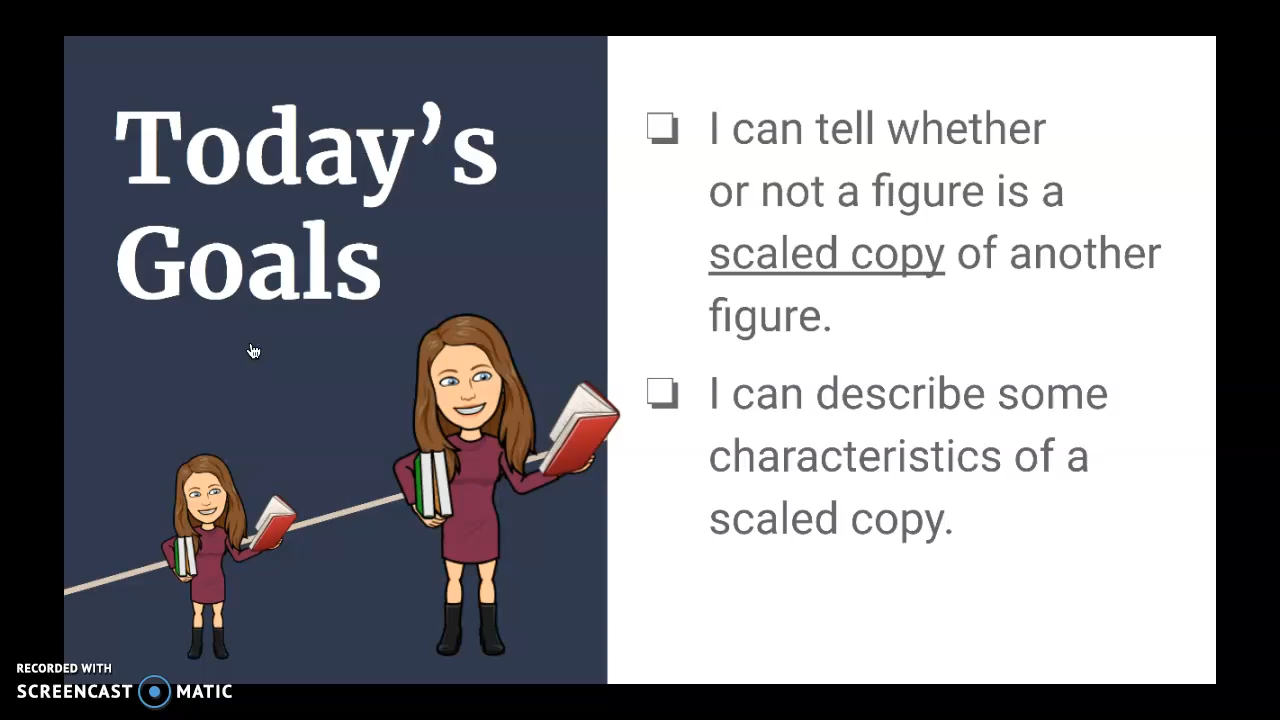 Today’s
Goals
❏ I can tell whether
or not a figure is a
scaled copy of another
figure.
❏ I can describe some
characteristics of a
scaled copy.
RECORDED WITH
SCREENCAST MATIC